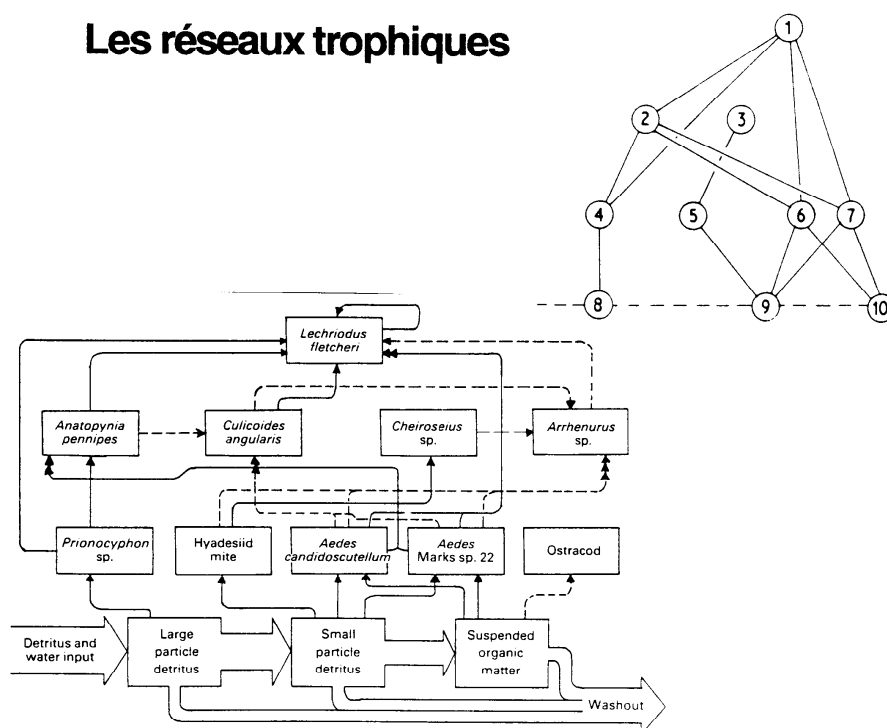 Les réseaux trophiques
1
2
3
4
5
6
7
8
9
10
Lechriodus
fletcheri
Anatopynia
pennipes
Culicoides
angularis
Cheiroseius
sp.
Arrhenurus
sp.
Prionocyphon
sp.
Hyadesiid
mite
Aedes
candidoscutellum
Aedes
Marks sp. 22
Ostracod
Detritus and
water input
Large
particle
detritus
Small
particle
detritus
Suspended
organic
matter
Washout